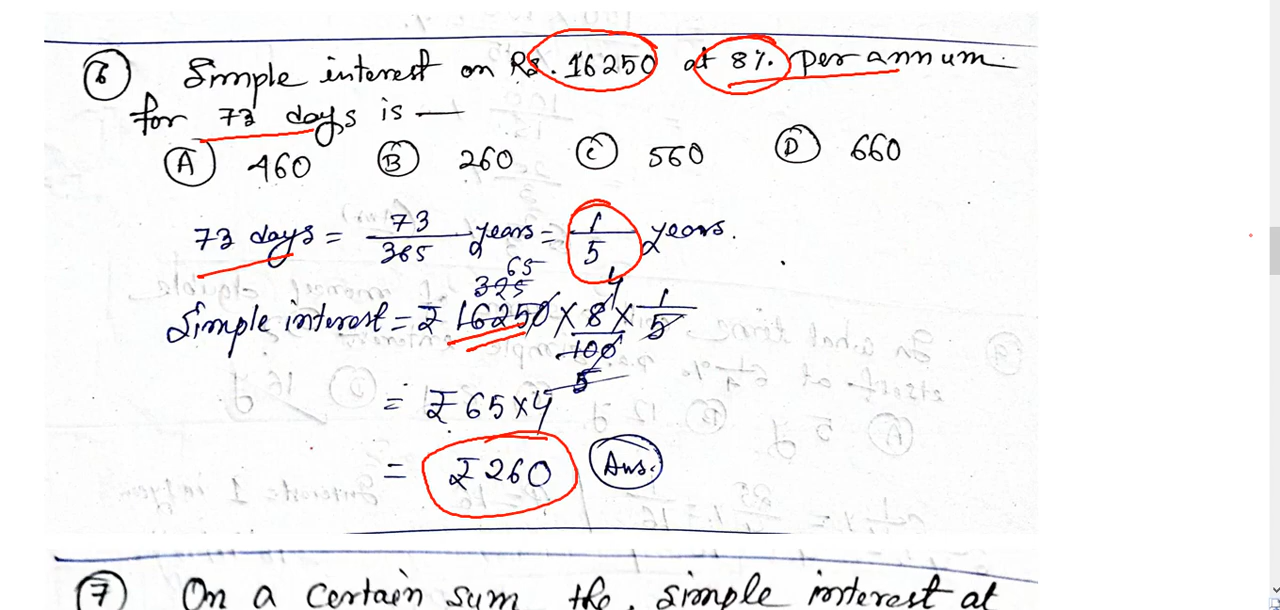 ⑥ Simple interest on Rs. 16250 at 8% per annum.
for 73 days is —
Ⓐ 460 Ⓑ 260 Ⓒ 560 Ⓓ 660
73 days = 73/365 years = 1/5 years.
65
325 4
Simple interest = ₹ 16250 × 8/100 × 1/5
5
= ₹ 65×4
= ₹ 260 Ans.
⑦ On a certain sum the simple interest at